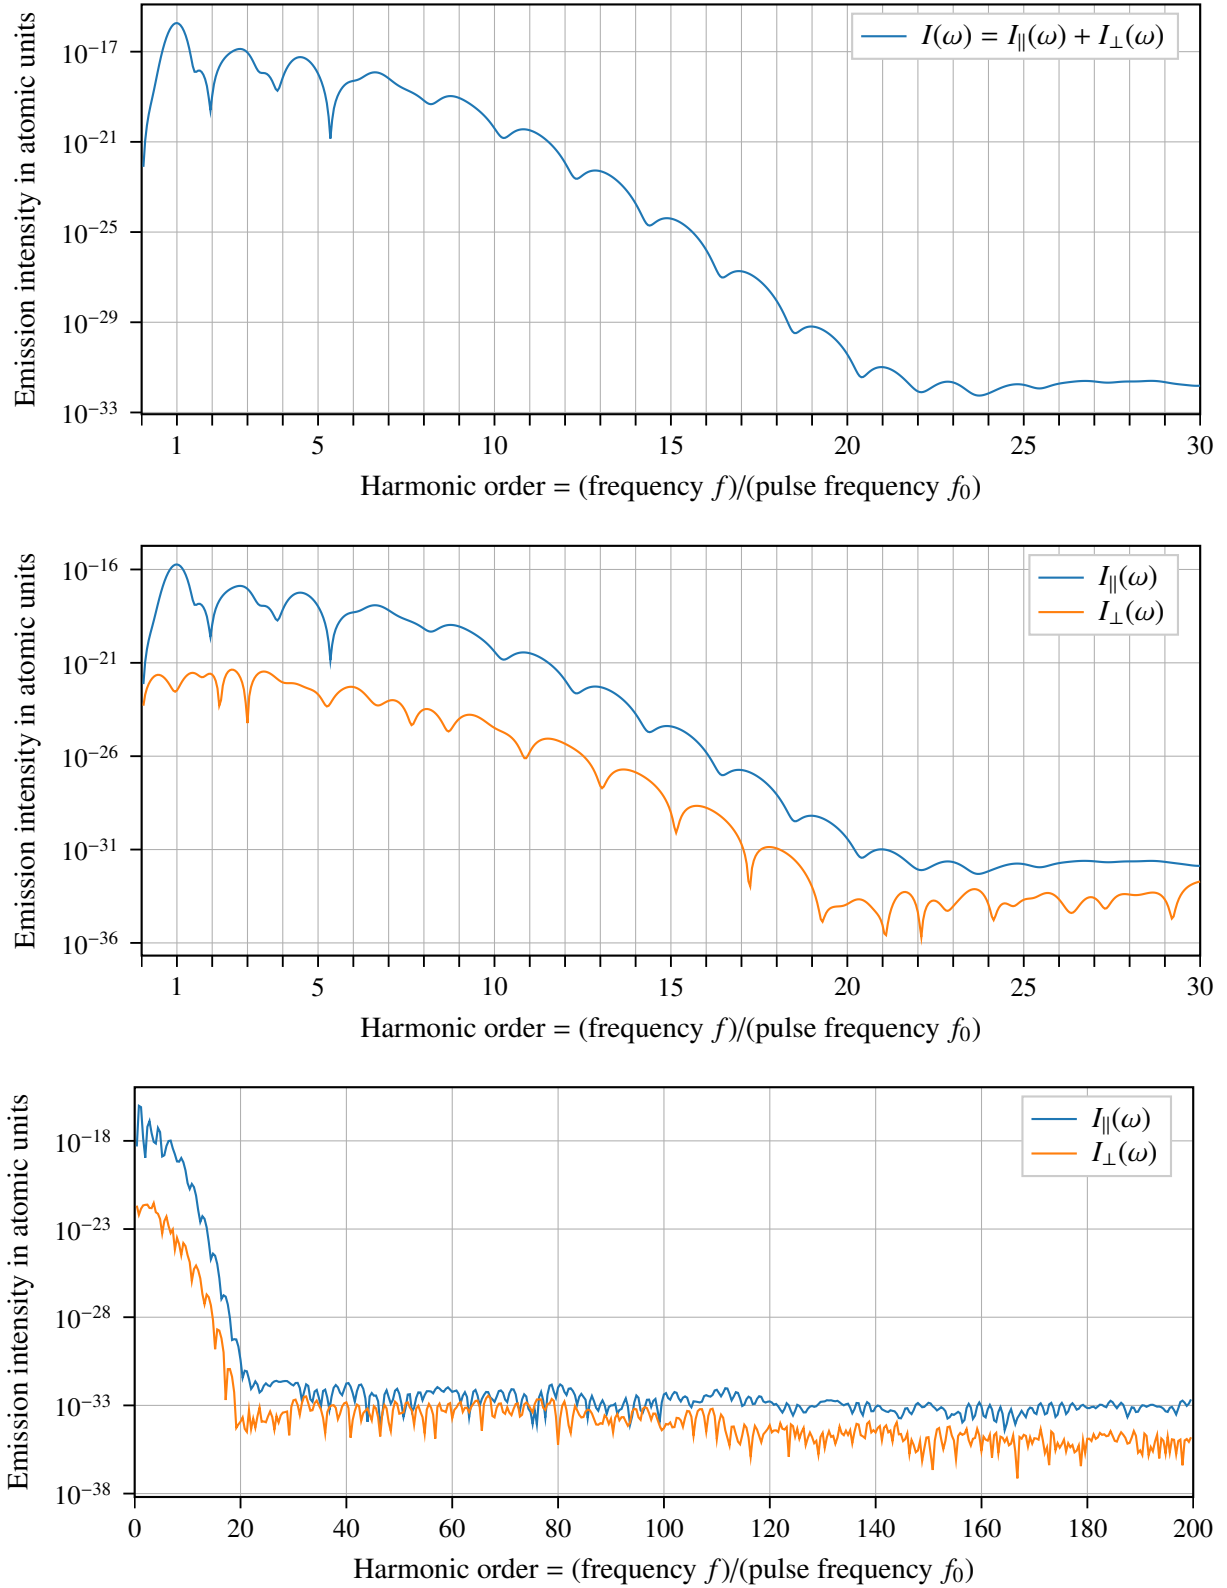 Emission intensity in atomic units
10⁻¹⁷
10⁻²¹
10⁻²⁵
10⁻²⁹
10⁻³³
I(ω) = I∥(ω) + I⊥(ω)
1 5 10 15 20 25 30
Harmonic order = (frequency f)/(pulse frequency f₀)
Emission intensity in atomic units
10⁻¹⁶
10⁻²¹
10⁻²⁶
10⁻³¹
10⁻³⁶
I∥(ω)
I⊥(ω)
1 5 10 15 20 25 30
Harmonic order = (frequency f)/(pulse frequency f₀)
Emission intensity in atomic units
10⁻¹⁸
10⁻²³
10⁻²⁸
10⁻³³
10⁻³⁸
I∥(ω)
I⊥(ω)
0 20 40 60 80 100 120 140 160 180 200
Harmonic order = (frequency f)/(pulse frequency f₀)